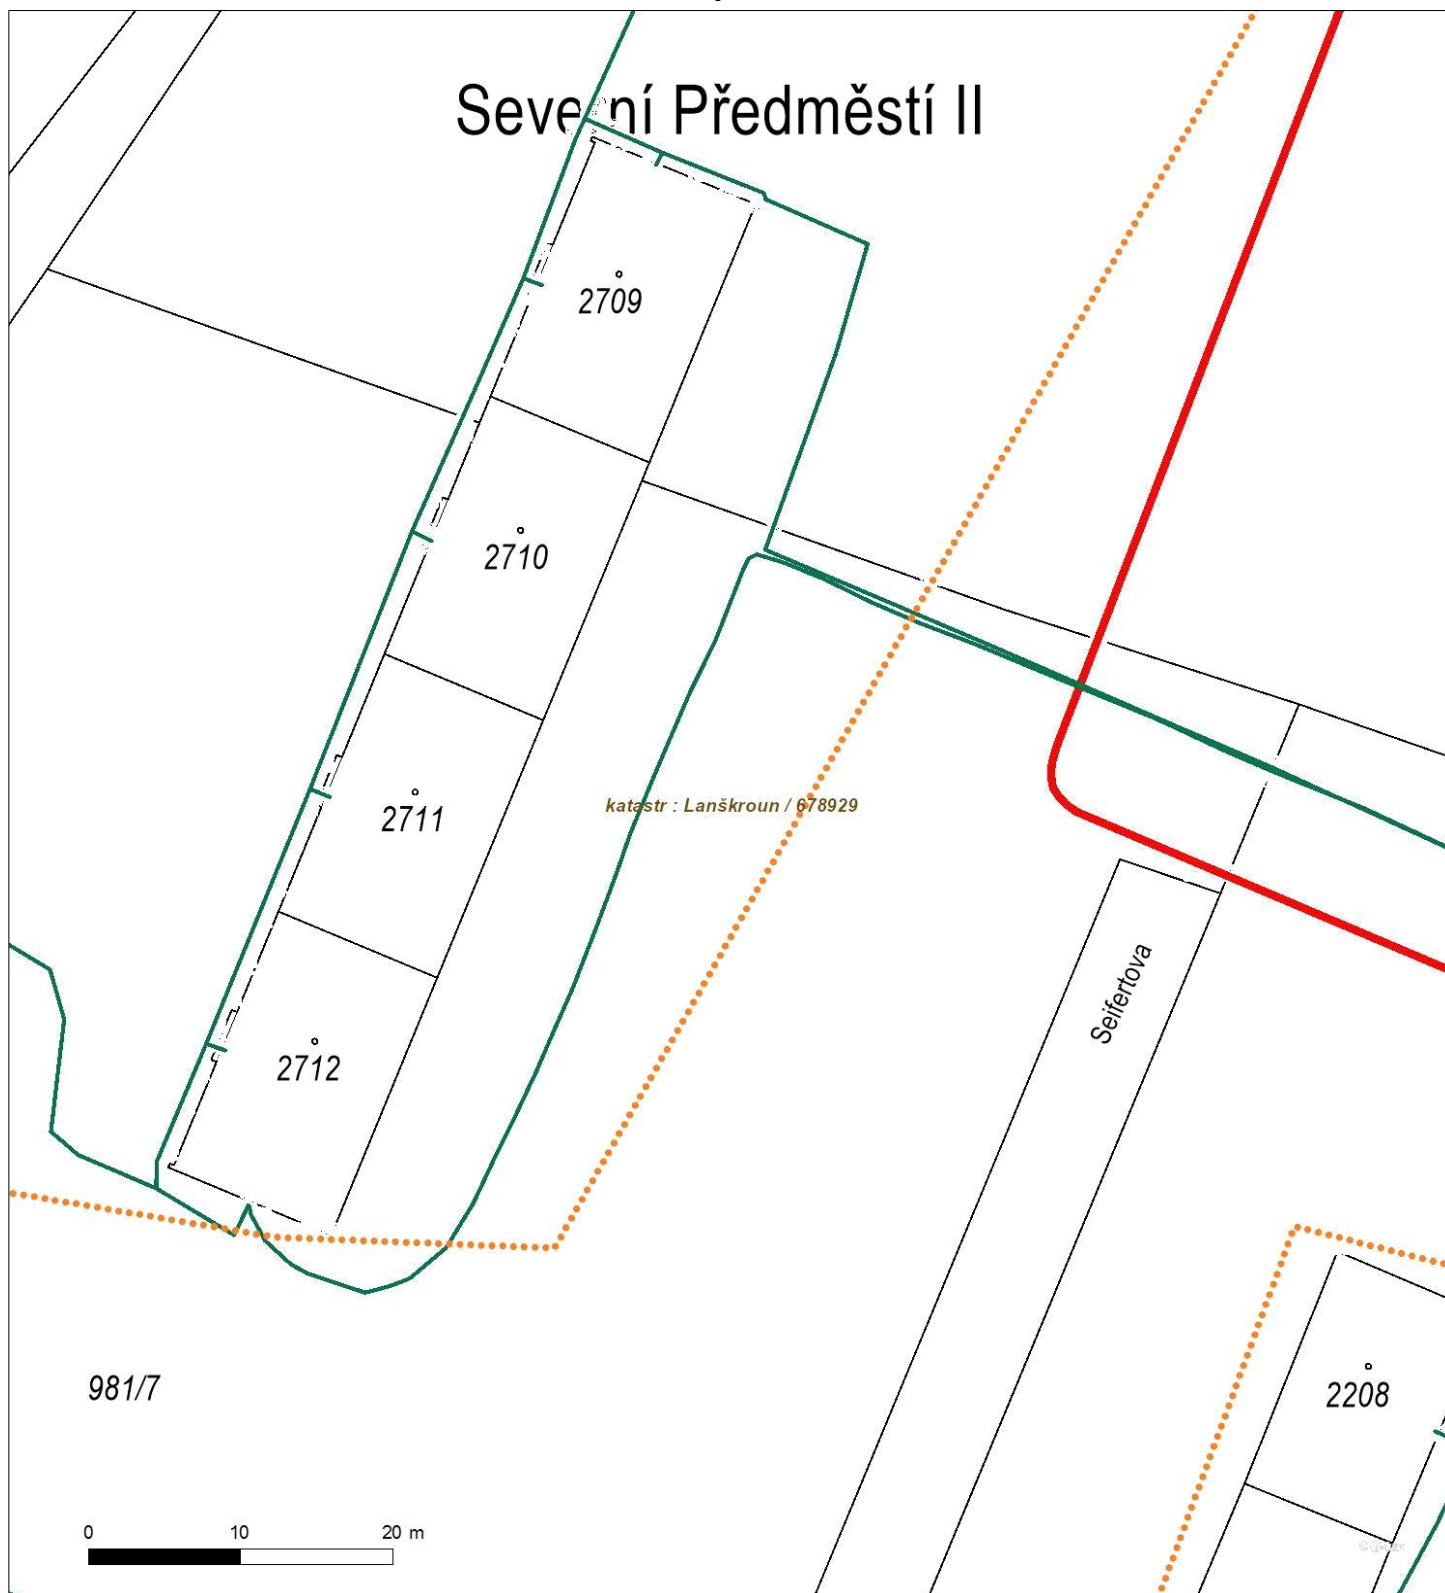 Severní Předměstí II
2709
2710
2711
katastr : Lanškroun / 678929
Seifertova
2712
981/7
2208
0 10 20 m